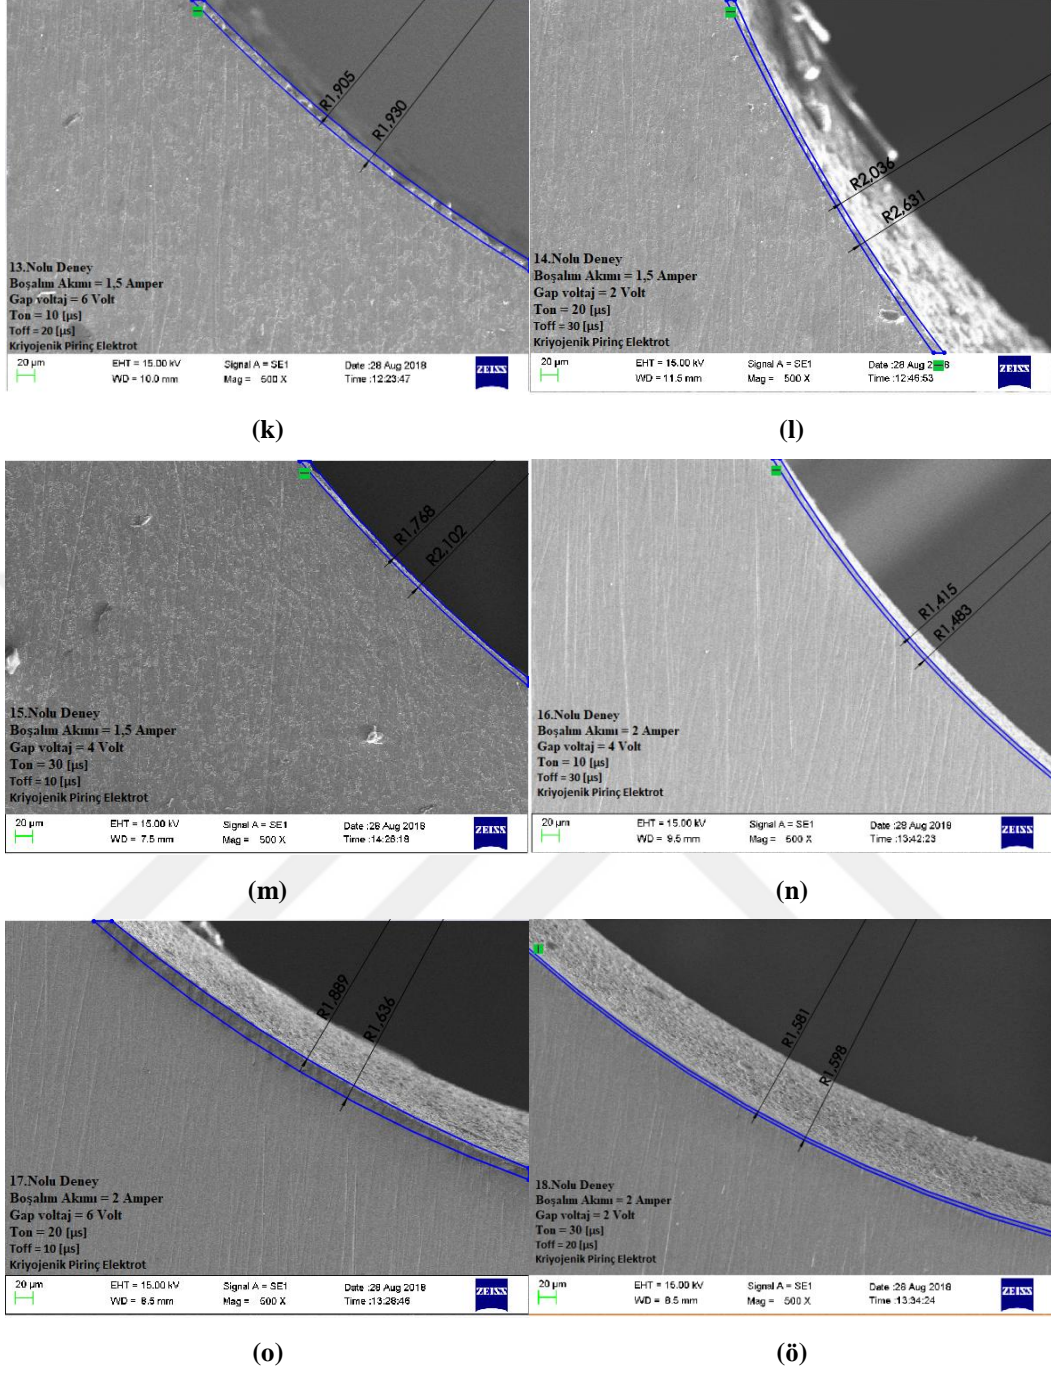 R1,905
R1,930
13.Nolu Deney
Boşalım Akımı = 1,5 Amper
Gap voltaj = 6 Volt
Ton = 10 [µs]
Toff = 20 [µs]
Kriyojenik Pirinç Elektrot
20 µm
EHT = 15.00 kV
Signal A = SE1
Date :28 Aug 2018
WD = 10.0 mm
Mag = 500 X
Time :12:23:47
ZEISS
(k)
R2,036
R2,631
14.Nolu Deney
Boşalım Akımı = 1,5 Amper
Gap voltaj = 2 Volt
Ton = 20 [µs]
Toff = 30 [µs]
Kriyojenik Pirinç Elektrot
20 µm
EHT = 15.00 kV
Signal A = SE1
Date :28 Aug 2018
WD = 11.5 mm
Mag = 500 X
Time :12:46:53
ZEISS
(l)
R1,768
R2,102
15.Nolu Deney
Boşalım Akımı = 1,5 Amper
Gap voltaj = 4 Volt
Ton = 30 [µs]
Toff = 10 [µs]
Kriyojenik Pirinç Elektrot
20 µm
EHT = 15.00 kV
Signal A = SE1
Date :28 Aug 2018
WD = 7.5 mm
Mag = 500 X
Time :14:26:18
ZEISS
(m)
R1,415
R1,483
16.Nolu Deney
Boşalım Akımı = 2 Amper
Gap voltaj = 4 Volt
Ton = 10 [µs]
Toff = 30 [µs]
Kriyojenik Pirinç Elektrot
20 µm
EHT = 15.00 kV
Signal A = SE1
Date :28 Aug 2018
WD = 9.5 mm
Mag = 500 X
Time :13:42:23
ZEISS
(n)
R1,889
R1,636
17.Nolu Deney
Boşalım Akımı = 2 Amper
Gap voltaj = 6 Volt
Ton = 20 [µs]
Toff = 10 [µs]
Kriyojenik Pirinç Elektrot
20 µm
EHT = 15.00 kV
Signal A = SE1
Date :28 Aug 2018
WD = 8.5 mm
Mag = 500 X
Time :13:28:46
ZEISS
(o)
R1,581
R1,598
18.Nolu Deney
Boşalım Akımı = 2 Amper
Gap voltaj = 2 Volt
Ton = 30 [µs]
Toff = 20 [µs]
Kriyojenik Pirinç Elektrot
20 µm
EHT = 15.00 kV
Signal A = SE1
Date :28 Aug 2018
WD = 8.5 mm
Mag = 500 X
Time :13:34:24
ZEISS
(ö)